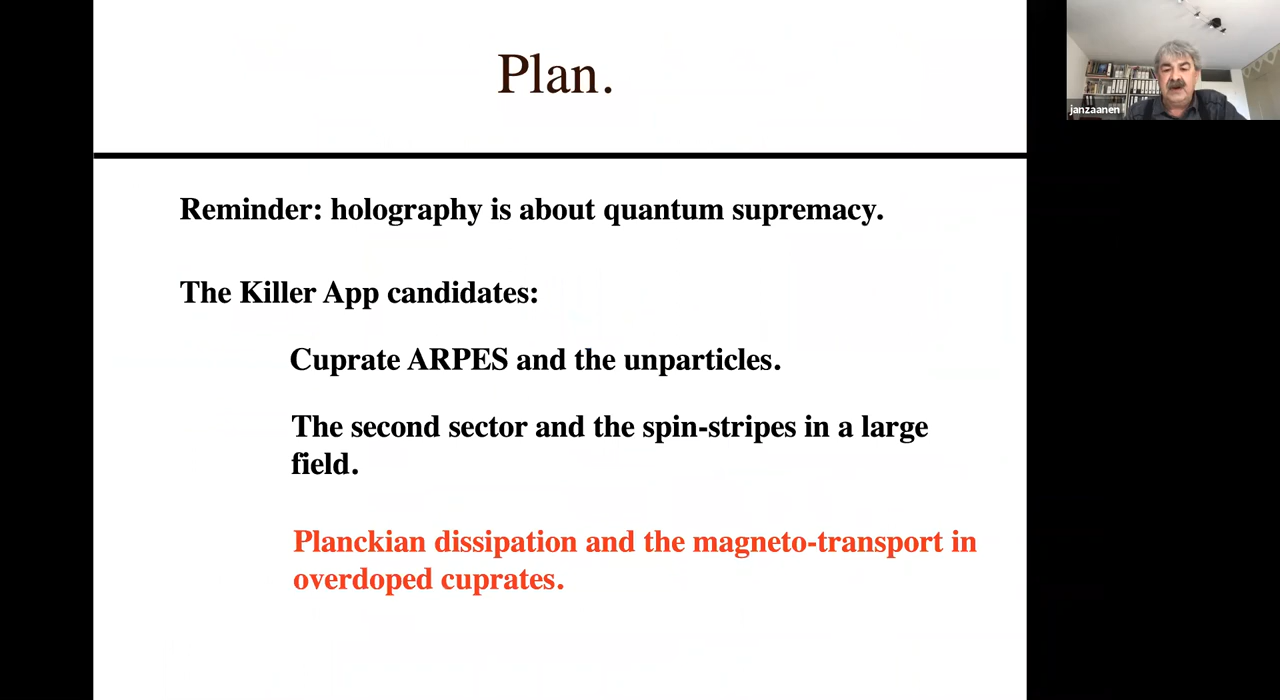 Plan.
janzaanen
Reminder: holography is about quantum supremacy.
The Killer App candidates:
Cuprate ARPES and the unparticles.
The second sector and the spin-stripes in a large
field.
Planckian dissipation and the magneto-transport in
overdoped cuprates.